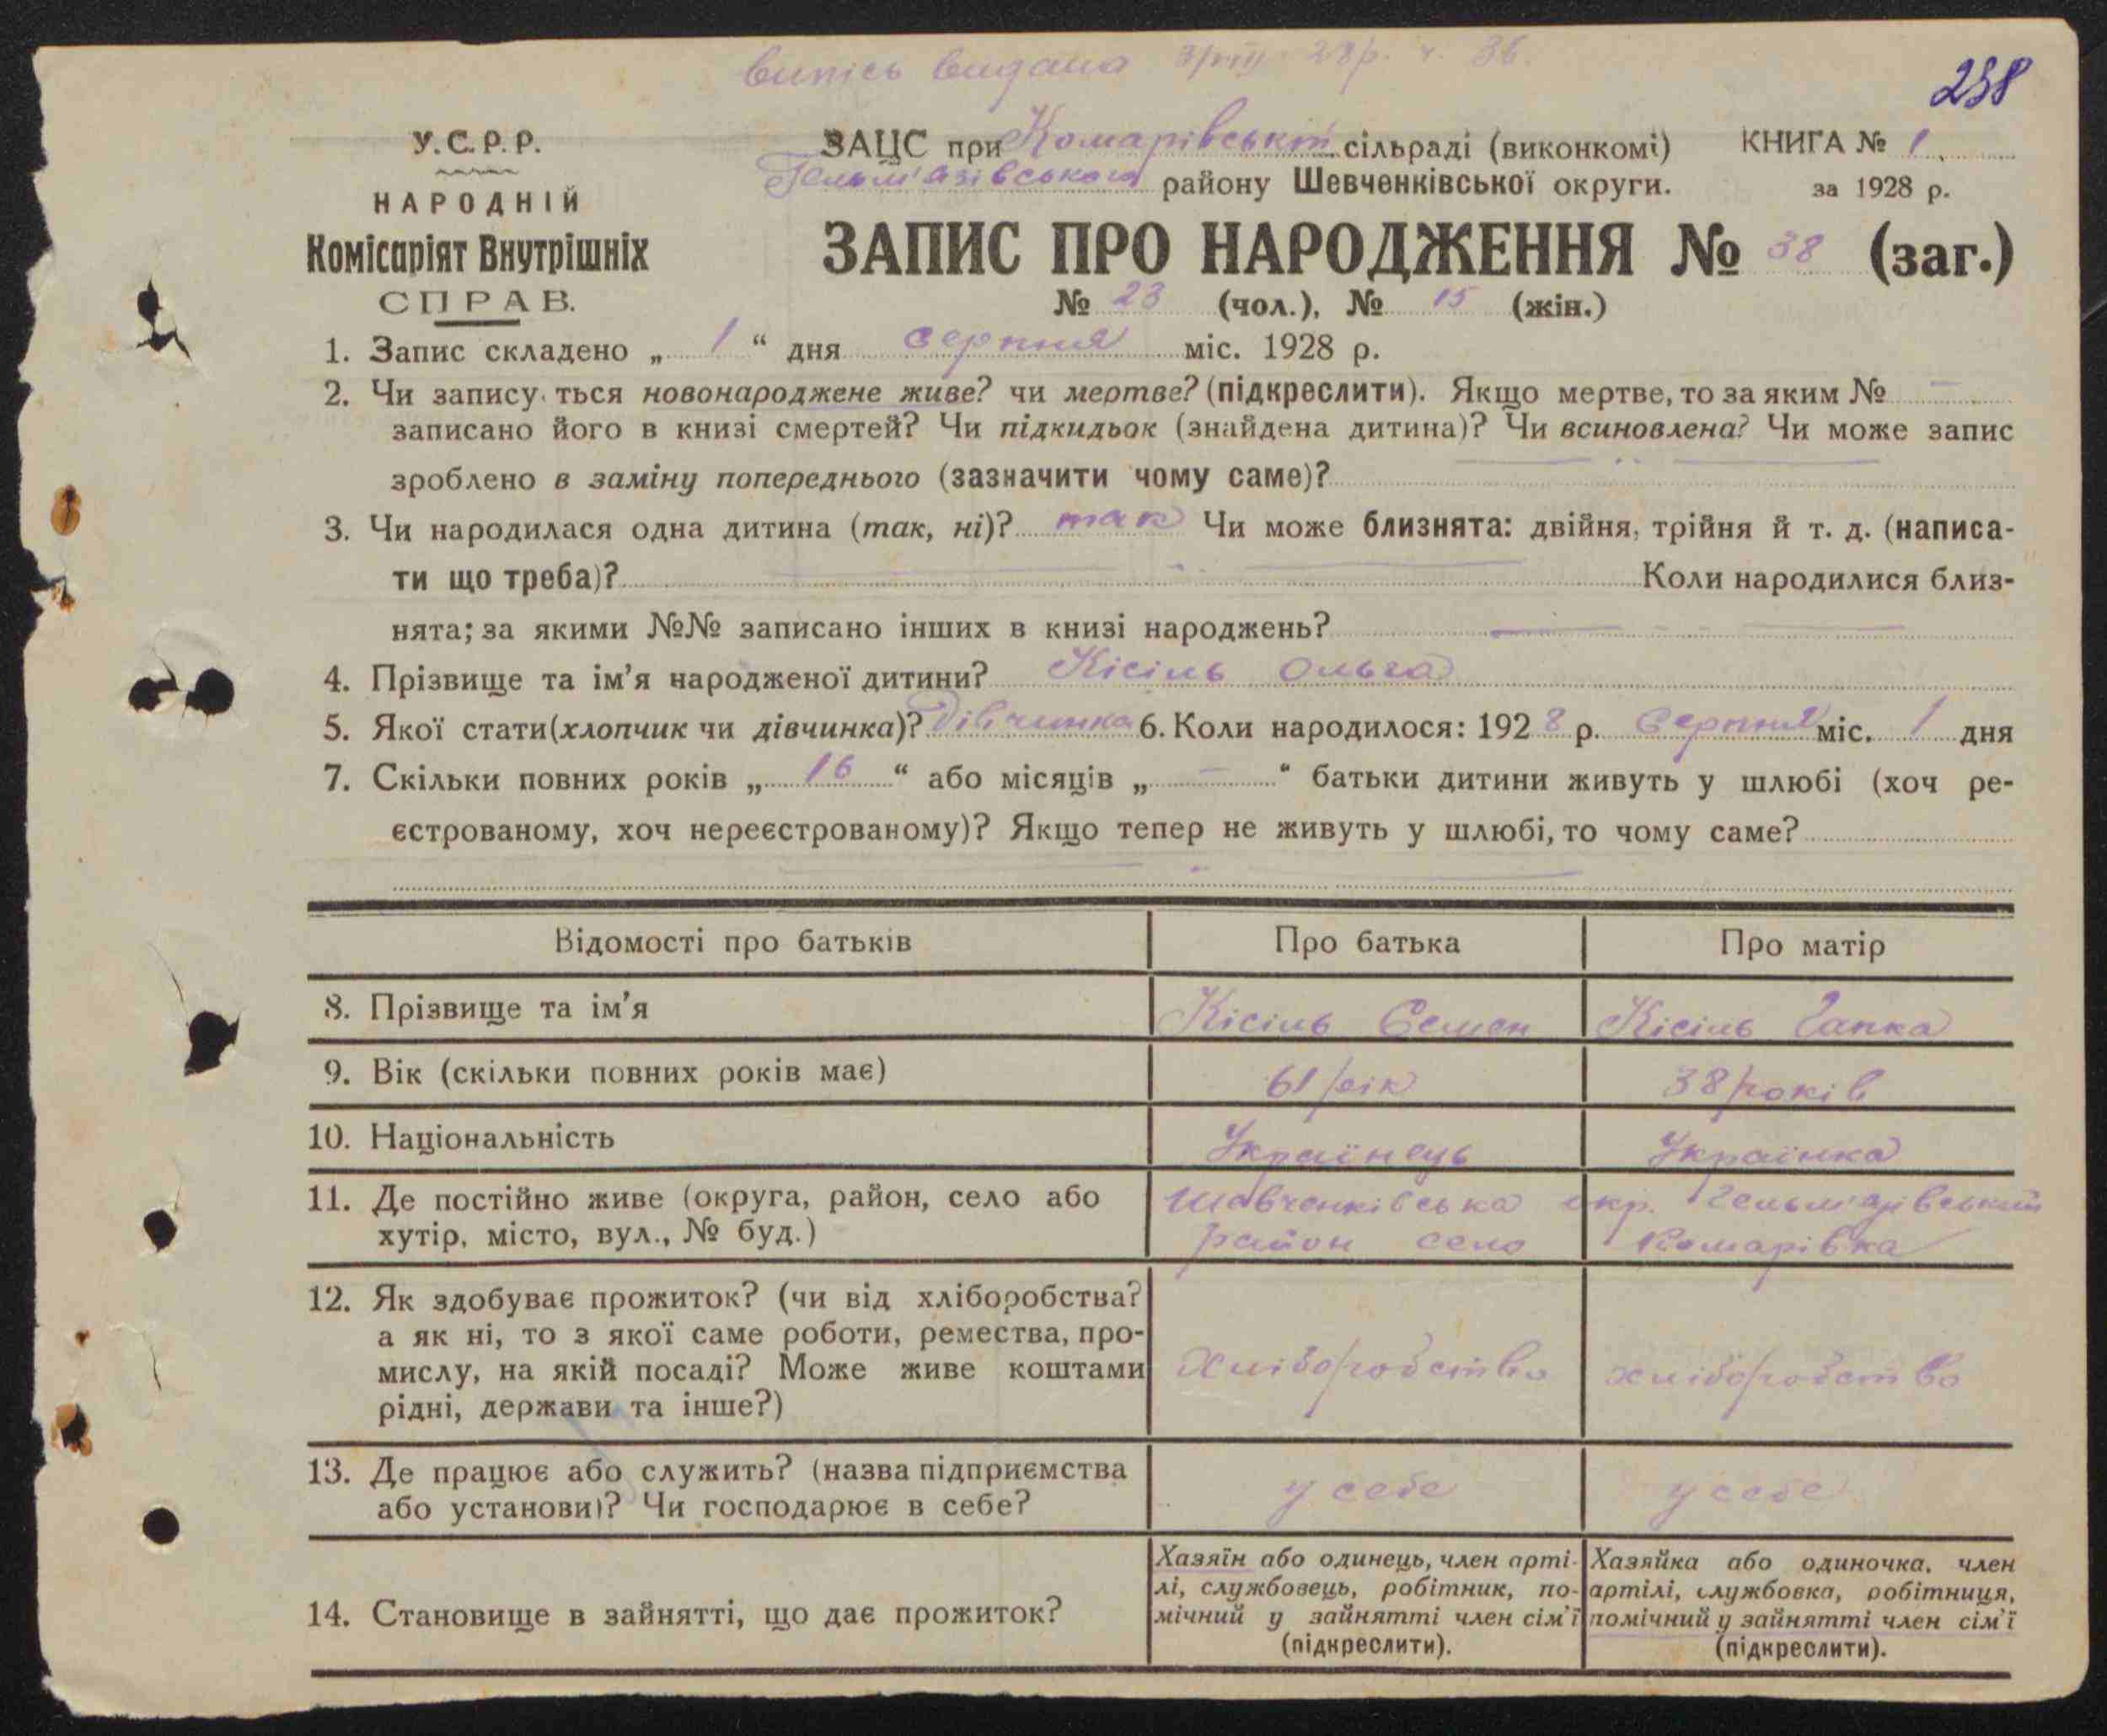 випісь видана 28 р. ч. 36.
238
У.С.Р.Р.
НАРОДНІЙ
Комісаріят Внутрішніх
СПРАВ.
ЗАЦС при Комарівській сільраді (виконкомі)
Гельм'язівського району Шевченківської округи.
КНИГА № 1
за 1928 р.
ЗАПИС ПРО НАРОДЖЕННЯ № 38 (заг.)
№ 23 (чол.), № 15 (жін.)
1. Запис складено „ 1 “ дня серпня міс. 1928 р.
2. Чи запису ться новонароджене живе? чи мертве? (підкреслити). Якщо мертве, то за яким № —
записано його в книзі смертей? Чи підкидьок (знайдена дитина)? Чи всиновлена? Чи може запис
зроблено в заміну попереднього (зазначити чому саме)?
3. Чи народилася одна дитина (так, ні)? так Чи може близнята: двійня, трійня й т. д. (написа-
ти що треба)? Коли народилися близ-
нята; за якими №№ записано інших в книзі народжень?
4. Прізвище та ім'я народженої дитини? Кісіль Ольга
5. Якої стати (хлопчик чи дівчинка)? Дівчинка 6. Коли народилося: 1928 р. Серпня міс. 1 дня
7. Скільки повних років „ 16 “ або місяців „ — “ батьки дитини живуть у шлюбі (хоч ре-
єстрованому, хоч нереєстрованому)? Якщо тепер не живуть у шлюбі, то чому саме?
Відомості про батьків Про батька Про матір
8. Прізвище та ім'я Кісіль Семен Кісіль Гапка
9. Вік (скільки повних років має) 61 рік 38 років
10. Національність Українець Українка
11. Де постійно живе (округа, район, село або
хутір, місто, вул., № буд.)
Шевченківська окр. Гельмязівський
район село Комарівка
12. Як здобуває прожиток? (чи від хліборобства?
а як ні, то з якої саме роботи, ремества, про-
мислу, на якій посаді? Може живе коштами
рідні, держави та інше?)
Хліборобство хліборобство
13. Де працює або служить? (назва підприємства
або установи)? Чи господарює в себе?
у себе у себе
14. Становище в зайнятті, що дає прожиток?
Хазяїн або одинець, член арті-
лі, службовець, робітник, по-
мічний у зайнятті член сім'ї
(підкреслити).
Хазяйка або одиночка, член
артілі, службовка, робітниця,
помічний у зайнятті член сім'ї
(підкреслити).